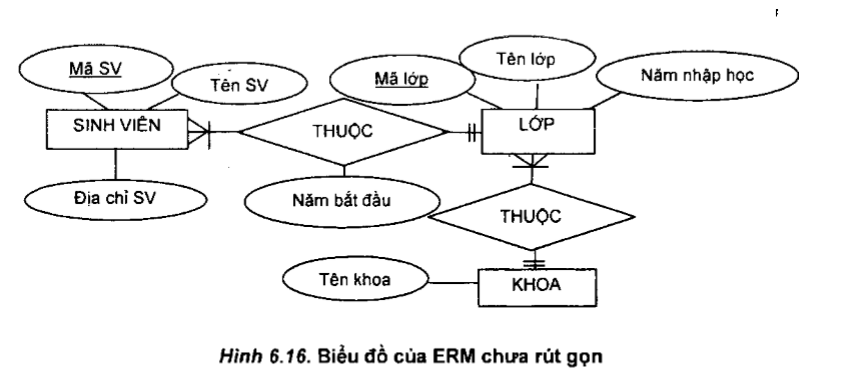 Mã SV
Tên SV
Mã lớp
Tên lớp
Năm nhập học
SINH VIÊN
THUỘC
LỚP
Địa chỉ SV
Năm bắt đầu
THUỘC
Tên khoa
KHOA
Hình 6.16. Biểu đồ của ERM chưa rút gọn